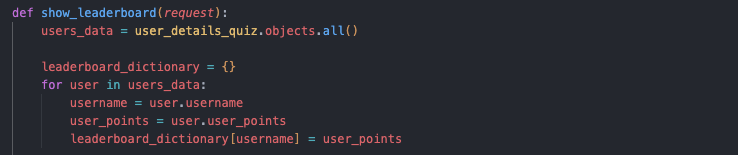 def show_leaderboard(request):
    users_data = user_details_quiz.objects.all()
    leaderboard_dictionary = {}
    for user in users_data:
        username = user.username
        user_points = user.user_points
        leaderboard_dictionary[username] = user_points